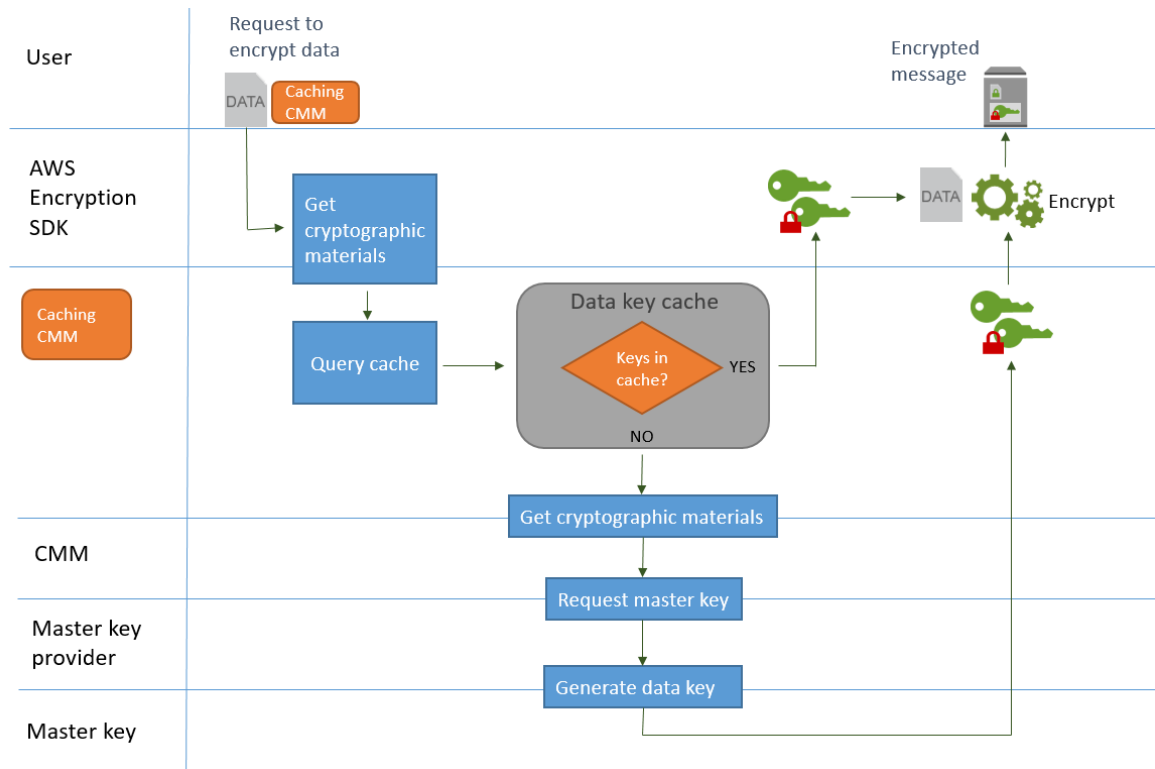 User
Request to
encrypt data
DATA
Caching
CMM
Encrypted
message
AWS
Encryption
SDK
Get
cryptographic
materials
DATA
Encrypt
Caching
CMM
Query cache
Data key cache
Keys in
cache?
YES
NO
Get cryptographic materials
CMM
Request master key
Master key
provider
Generate data key
Master key